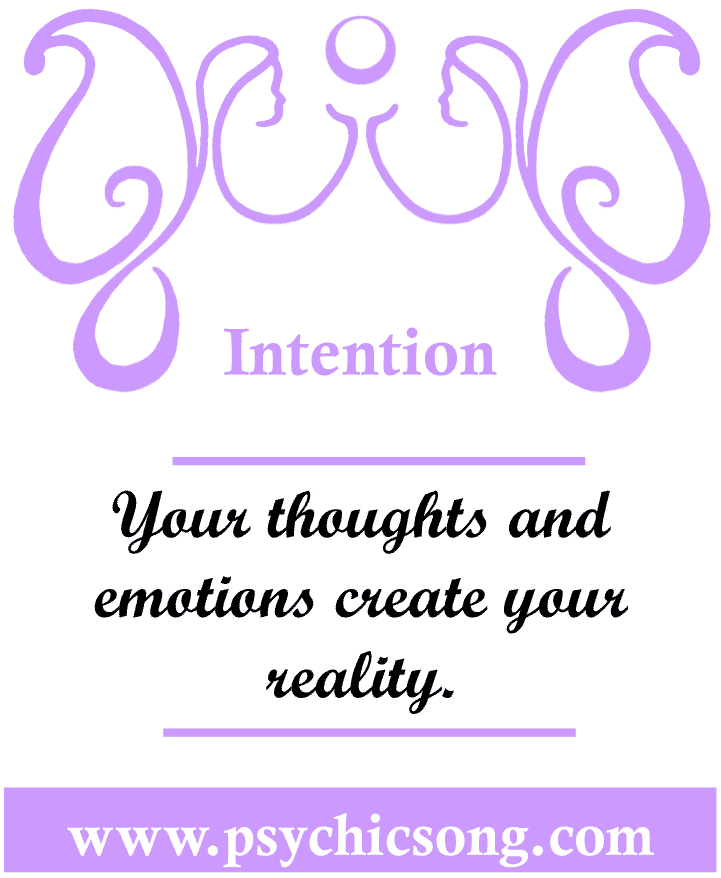 Intention
Your thoughts and
emotions create your
reality.
www.psychicsong.com